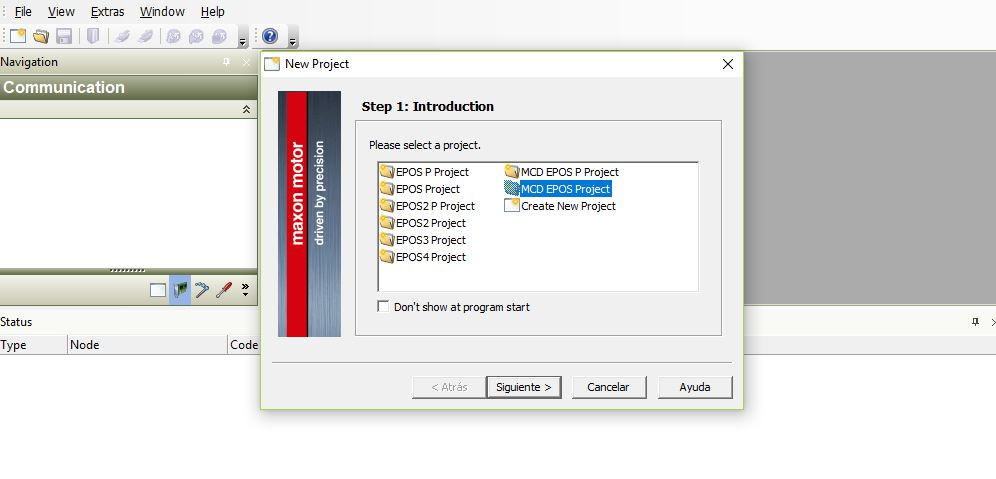 File View Extras Window Help
Navigation
Communication
New Project
Step 1: Introduction
Please select a project.
EPOS P Project
EPOS Project
EPOS2 P Project
EPOS2 Project
EPOS3 Project
EPOS4 Project
MCD EPOS P Project
MCD EPOS Project
Create New Project
Don't show at program start
maxon motor
driven by precision
< Atrás Siguiente > Cancelar Ayuda
Status
Type Node Code